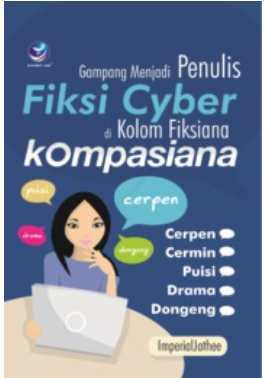 Gampang Menjadi Penulis
Fiksi Cyber
di Kolom Fiksiana
kompasiana
puisi
cerpen
drama
dongeng
Cerpen
Cermin
Puisi
Drama
Dongeng
ImperialJathee